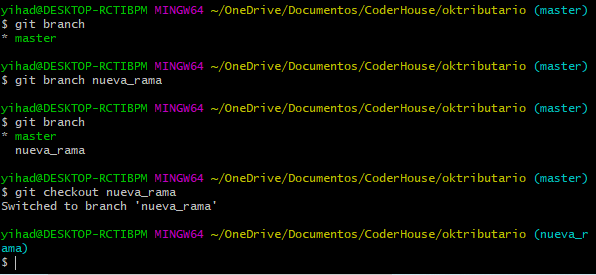 yihad@DESKTOP-RCTIBPM MINGW64 ~/OneDrive/Documentos/CoderHouse/oktributario (master)
$ git branch
* master
yihad@DESKTOP-RCTIBPM MINGW64 ~/OneDrive/Documentos/CoderHouse/oktributario (master)
$ git branch nueva_rama
yihad@DESKTOP-RCTIBPM MINGW64 ~/OneDrive/Documentos/CoderHouse/oktributario (master)
$ git branch
* master
  nueva_rama
yihad@DESKTOP-RCTIBPM MINGW64 ~/OneDrive/Documentos/CoderHouse/oktributario (master)
$ git checkout nueva_rama
Switched to branch 'nueva_rama'
yihad@DESKTOP-RCTIBPM MINGW64 ~/OneDrive/Documentos/CoderHouse/oktributario (nueva_r
ama)
$